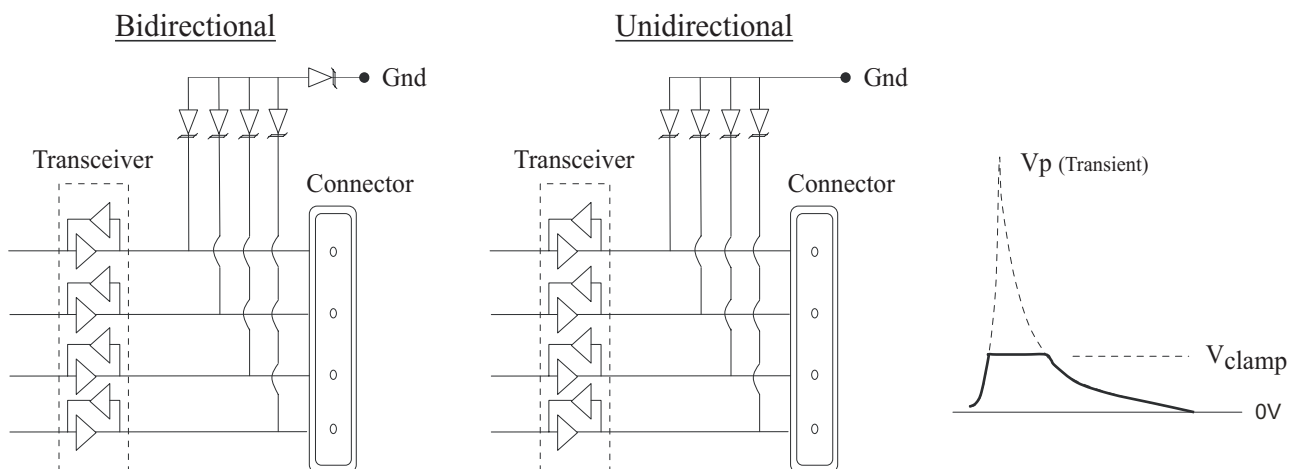 Bidirectional
Gnd
Transceiver
Connector
Unidirectional
Gnd
Transceiver
Connector
Vp (Transient)
Vclamp
0V